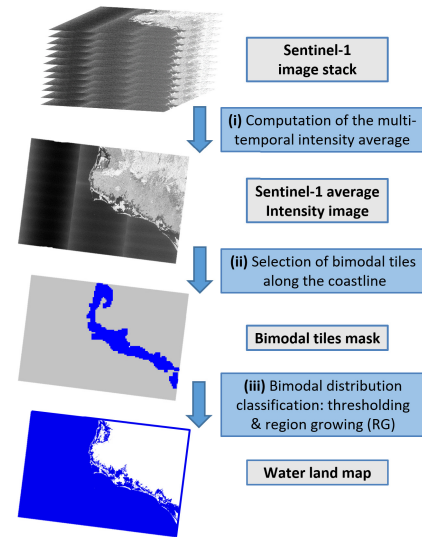 Sentinel-1
image stack
(i) Computation of the multi-
temporal intensity average
Sentinel-1 average
Intensity image
(ii) Selection of bimodal tiles
along the coastline
Bimodal tiles mask
(iii) Bimodal distribution
classification: thresholding
& region growing (RG)
Water land map